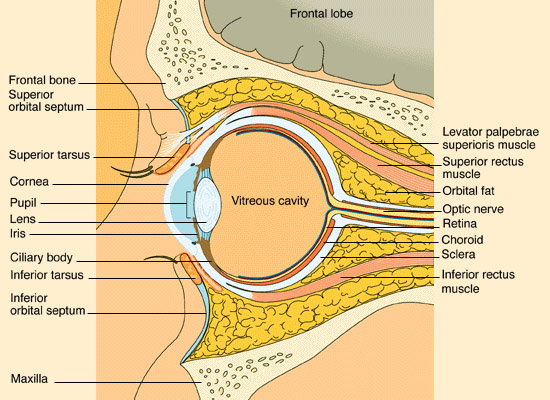 Frontal lobe
Frontal bone
Superior
orbital septum
Superior tarsus
Cornea
Pupil
Lens
Iris
Ciliary body
Inferior tarsus
Inferior
orbital septum
Maxilla
Vitreous cavity
Levator palpebrae
superioris muscle
Superior rectus
muscle
Orbital fat
Optic nerve
Retina
Choroid
Sclera
Inferior rectus
muscle